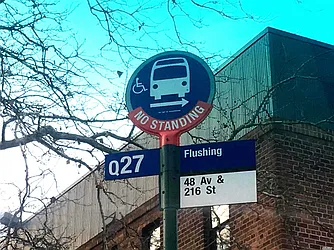 NO STANDING
Q27
Flushing
48 Av &
216 St